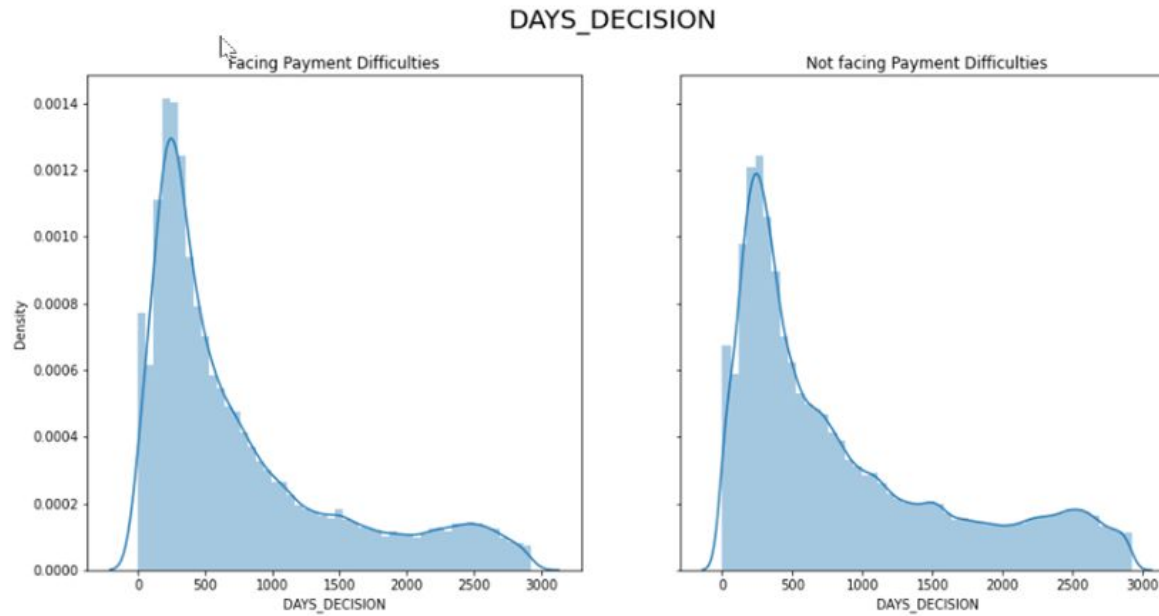 DAYS_DECISION
Facing Payment Difficulties
Not facing Payment Difficulties
0.0014
0.0012
0.0010
0.0008
0.0006
0.0004
0.0002
0.0000
Density
0 500 1000 1500 2000 2500 3000
DAYS_DECISION
0 500 1000 1500 2000 2500 3000
DAYS_DECISION